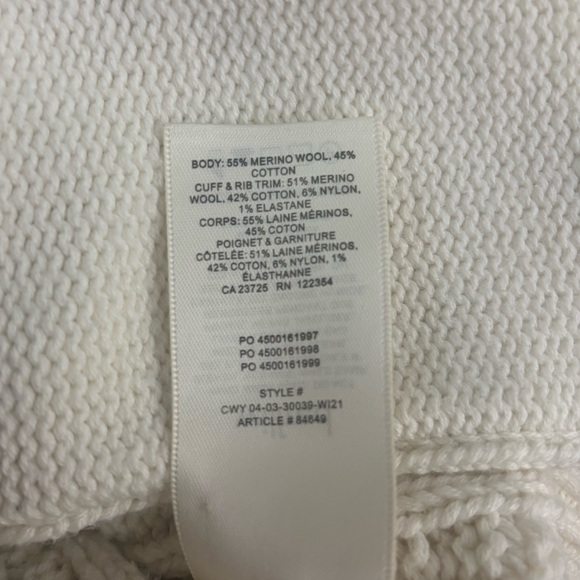 BODY: 55% MERINO WOOL, 45%
COTTON
CUFF & RIB TRIM: 51% MERINO
WOOL, 42% COTTON, 6% NYLON,
1% ELASTANE
CORPS: 55% LAINE MÉRINOS,
45% COTON
POIGNET & GARNITURE
CÔTELÉE: 51% LAINE MÉRINOS,
42% COTON, 6% NYLON, 1%
ÉLASTHANNE
CA 23725 RN 122354
PO 4500161997
PO 4500161998
PO 4500161999
STYLE #
CWY 04-03-30039-WI21
ARTICLE # 84649